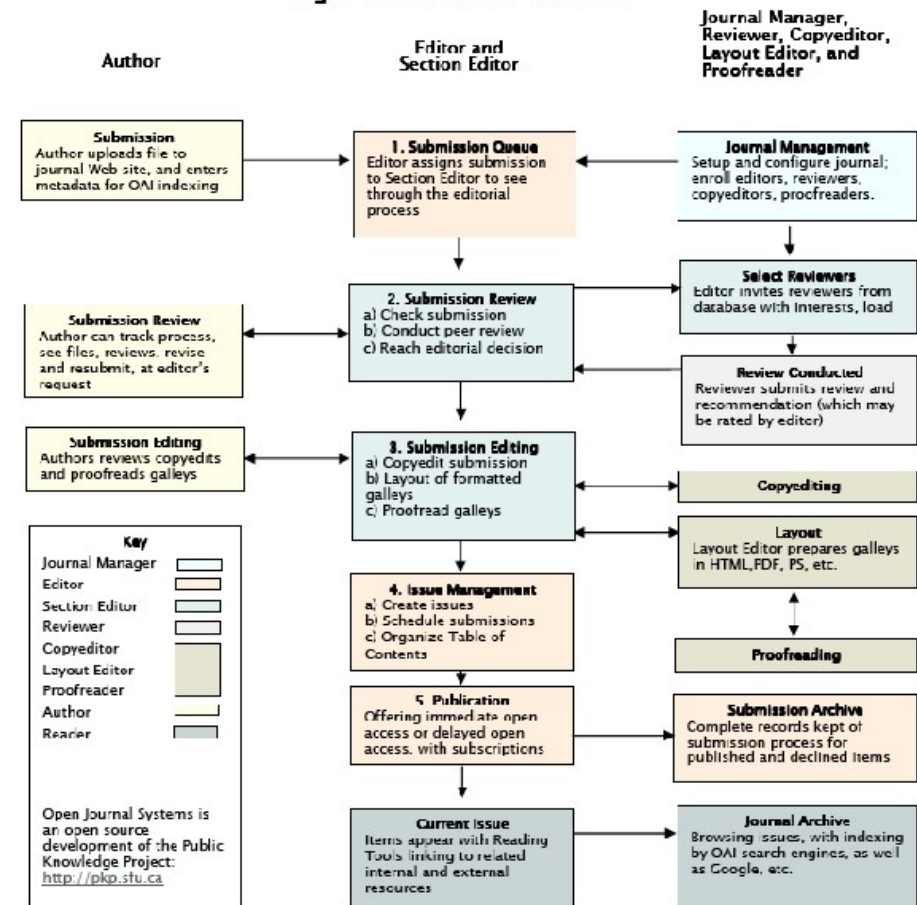 Author
Editor and
Section Editor
Journal Manager,
Reviewer, Copyeditor,
Layout Editor, and
Proofreader
Submission
Author uploads file to
journal Web site, and enters
metadata for OAI indexing
1. Submission Queue
Editor assigns submission
to Section Editor to see
through the editorial
process
Journal Management
Setup and configure journal;
enroll editors, reviewers,
copyeditors, proofreaders.
Submission Review
Author can track process,
see files, reviews, revise
and resubmit, at editor's
request
2. Submission Review
a) Check submission
b) Conduct peer review
c) Reach editorial decision
Select Reviewers
Editor invites reviewers from
database with interests, load
Review Conducted
Reviewer submits review and
recommendation (which may
be rated by editor)
Submission Editing
Authors reviews copyedits
and proofreads galleys
3. Submission Editing
a) Copyedit submission
b) Layout of formatted
galleys
c) Proofread galleys
Copyediting
Layout
Layout Editor prepares galleys
in HTML,PDF, PS, etc.
Proofreading
4. Issue Management
a) Create issues
b) Schedule submissions
c) Organize Table of
Contents
5. Publication
Offering immediate open
access or delayed open
access, with subscriptions
Submission Archive
Complete records kept of
submission process for
published and declined items
Current Issue
Items appear with Reading
Tools linking to related
internal and external
resources
Journal Archive
Browsing issues, with indexing
by OAI search engines, as well
as Google, etc.
Key
Journal Manager
Editor
Section Editor
Reviewer
Copyeditor
Layout Editor
Proofreader
Author
Reader
Open Journal Systems is
an open source
development of the Public
Knowledge Project:
http://pkp.sfu.ca